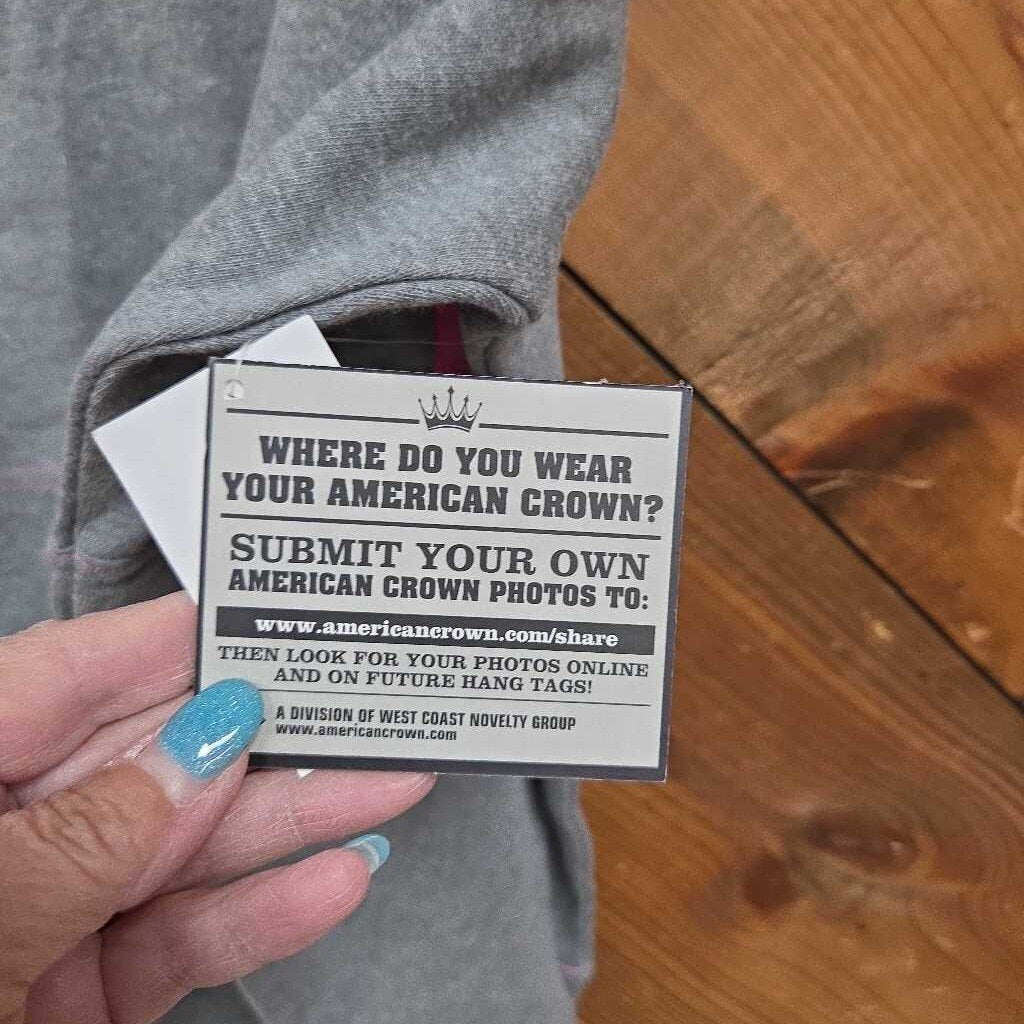 WHERE DO YOU WEAR
YOUR AMERICAN CROWN?
SUBMIT YOUR OWN
AMERICAN CROWN PHOTOS TO:
www.americancrown.com/share
THEN LOOK FOR YOUR PHOTOS ONLINE
AND ON FUTURE HANG TAGS!
A DIVISION OF WEST COAST NOVELTY GROUP
www.americancrown.com